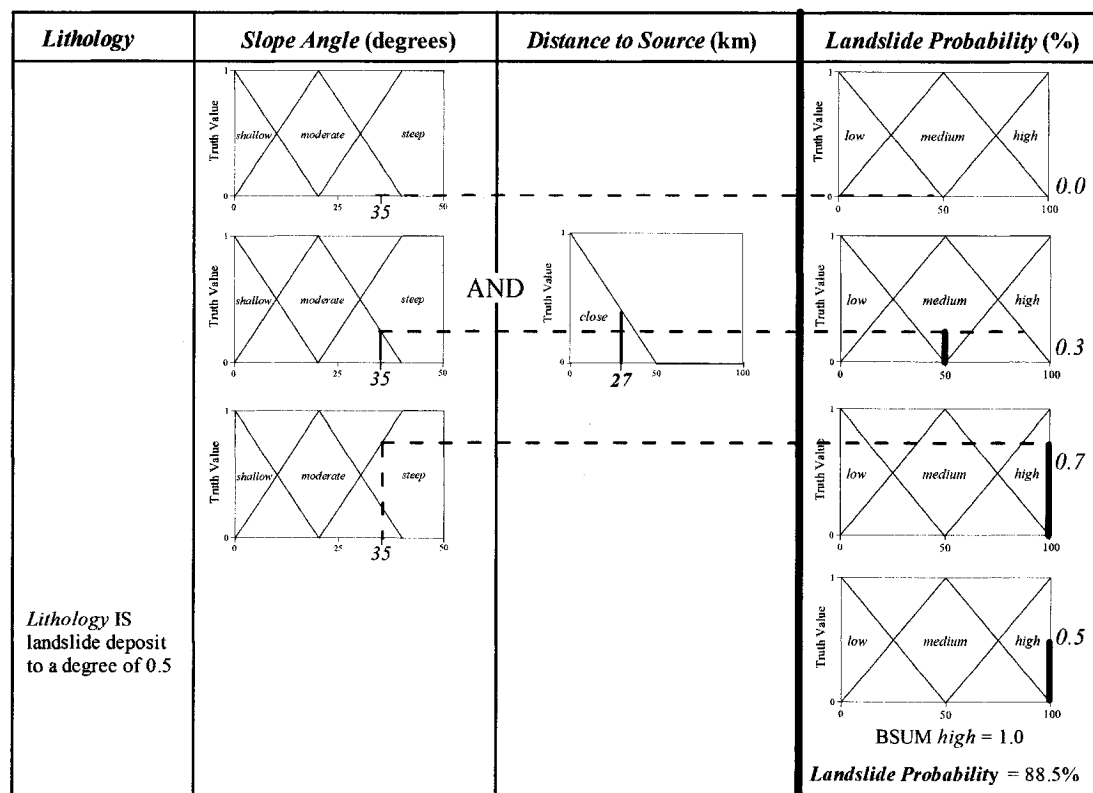 Lithology
Slope Angle (degrees)
Distance to Source (km)
Landslide Probability (%)
Truth Value
1
0
shallow
moderate
steep
0
25
50
35
Truth Value
1
0
low
medium
high
0
50
100
0.0
Truth Value
1
0
shallow
moderate
steep
0
25
50
35
AND
Truth Value
1
0
close
0
50
100
27
Truth Value
1
0
low
medium
high
0
50
100
0.3
Truth Value
1
0
shallow
moderate
steep
0
25
50
35
Truth Value
1
0
low
medium
high
0
50
100
0.7
Lithology IS
landslide deposit
to a degree of 0.5
Truth Value
1
0
low
medium
high
0
50
100
0.5
BSUM high = 1.0
Landslide Probability = 88.5%